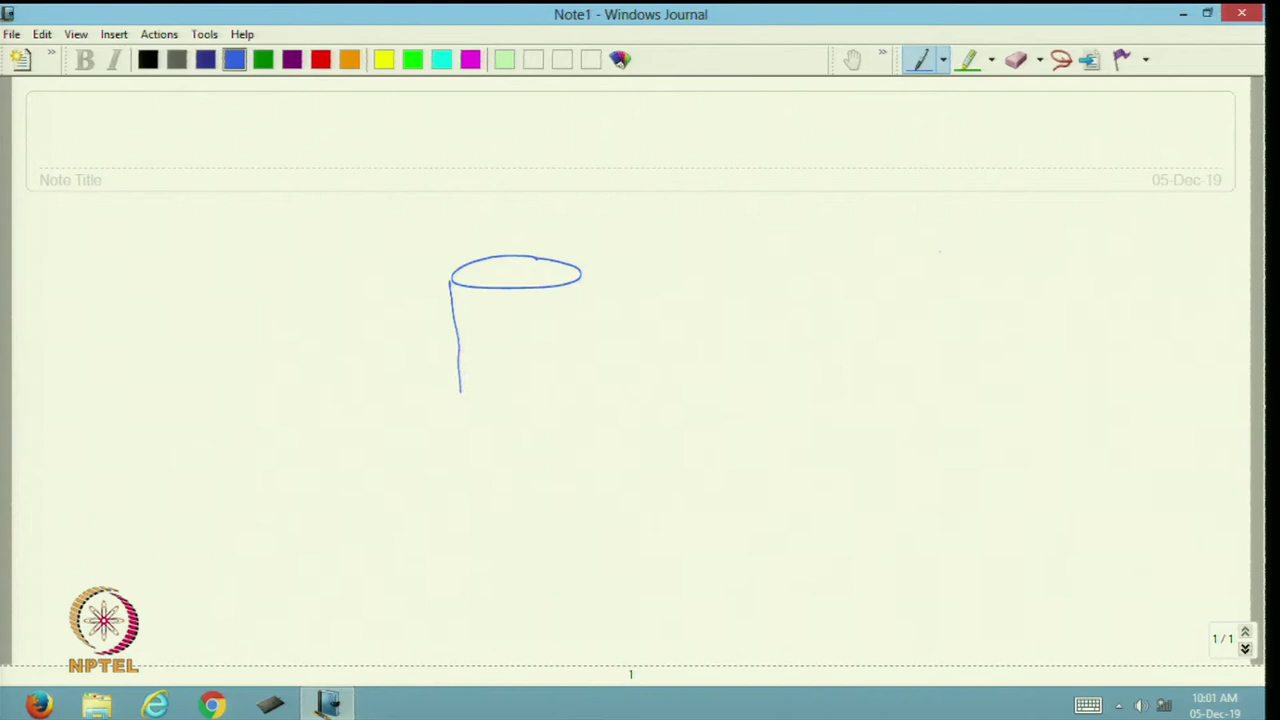 Note1 - Windows Journal
File Edit View Insert Actions Tools Help
B I
Note Title
05-Dec-19
NPTEL
1 / 1
1
10:01 AM
05-Dec-19